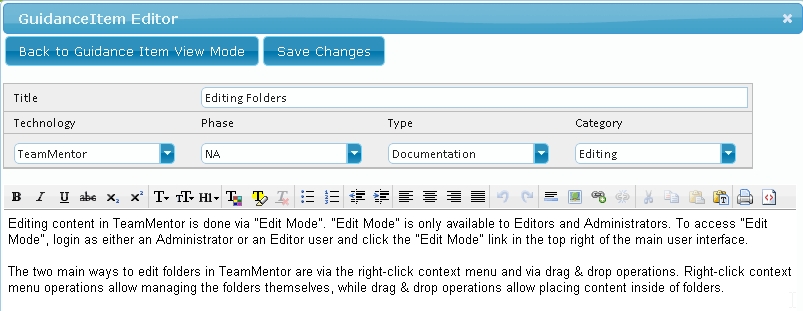 GuidanceItem Editor
Back to Guidance Item View Mode Save Changes
Title Editing Folders
Technology Phase Type Category
TeamMentor NA Documentation Editing
B I U abc X₂ X² T T H1 T
Editing content in TeamMentor is done via "Edit Mode". "Edit Mode" is only available to Editors and Administrators. To access "Edit
Mode", login as either an Administrator or an Editor user and click the "Edit Mode" link in the top right of the main user interface.
The two main ways to edit folders in TeamMentor are via the right-click context menu and via drag & drop operations. Right-click context
menu operations allow managing the folders themselves, while drag & drop operations allow placing content inside of folders.